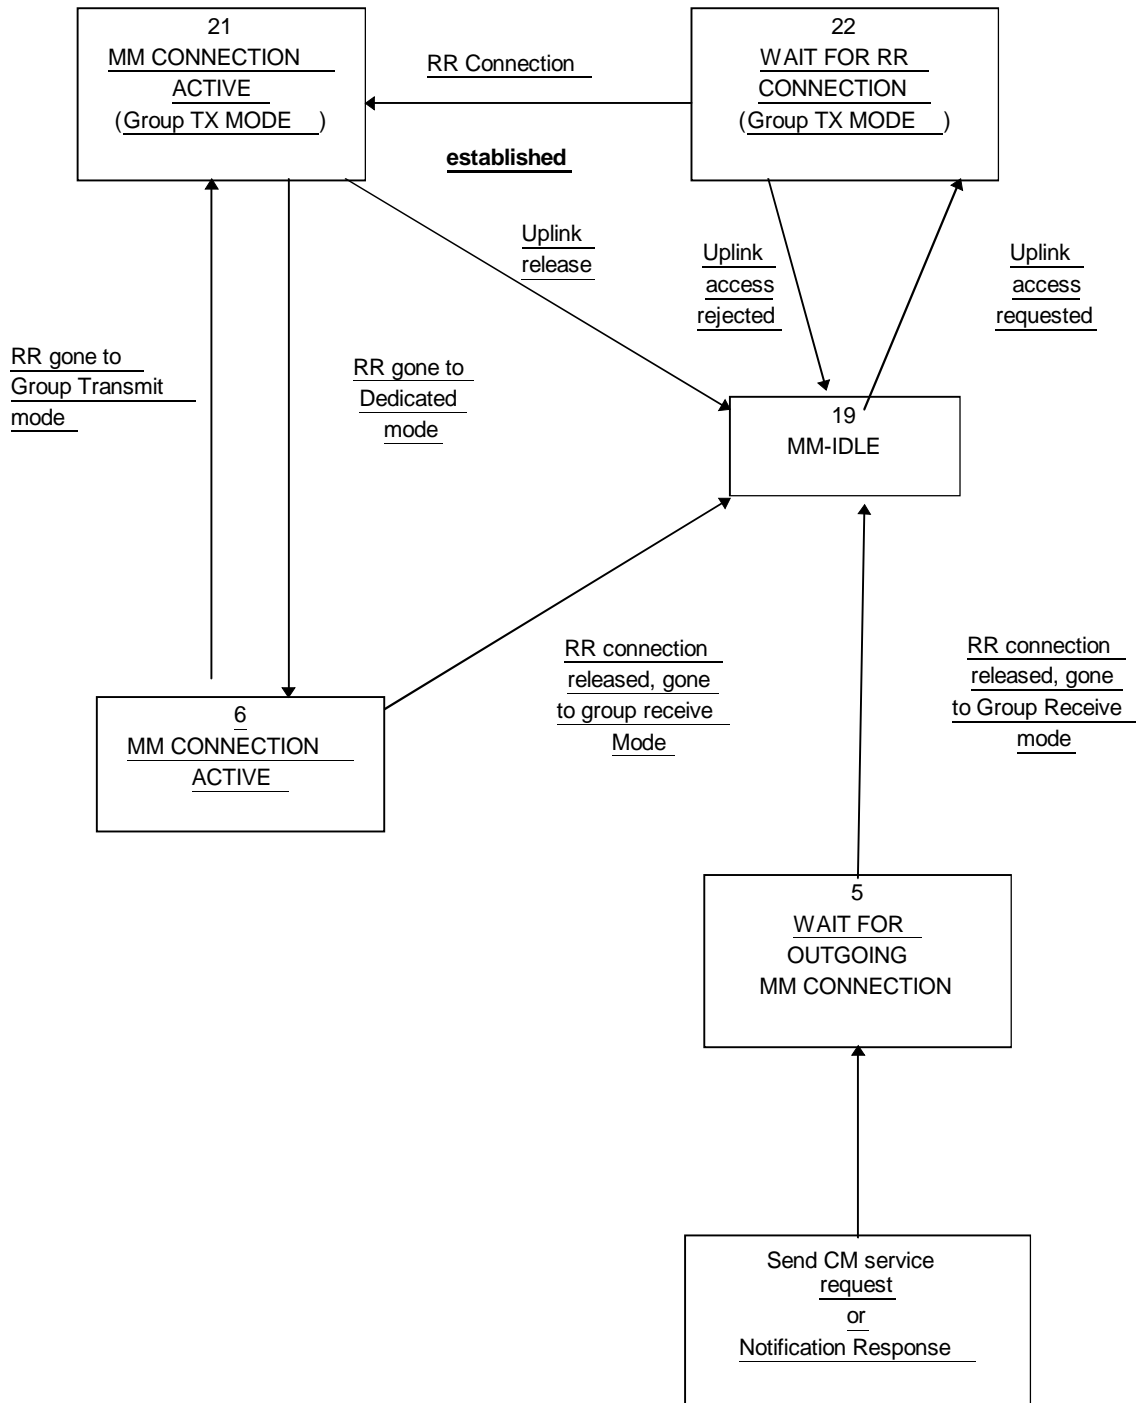 21
MM CONNECTION
ACTIVE
(Group TX MODE )
RR Connection
established
22
WAIT FOR RR
CONNECTION
(Group TX MODE )
Uplink
release
Uplink
access
rejected
Uplink
access
requested
RR gone to
Group Transmit
mode
RR gone to
Dedicated
mode
19
MM-IDLE
RR connection
released, gone
to group receive
Mode
RR connection
released, gone
to Group Receive
mode
6
MM CONNECTION
ACTIVE
5
WAIT FOR
OUTGOING
MM CONNECTION
Send CM service
request
or
Notification Response